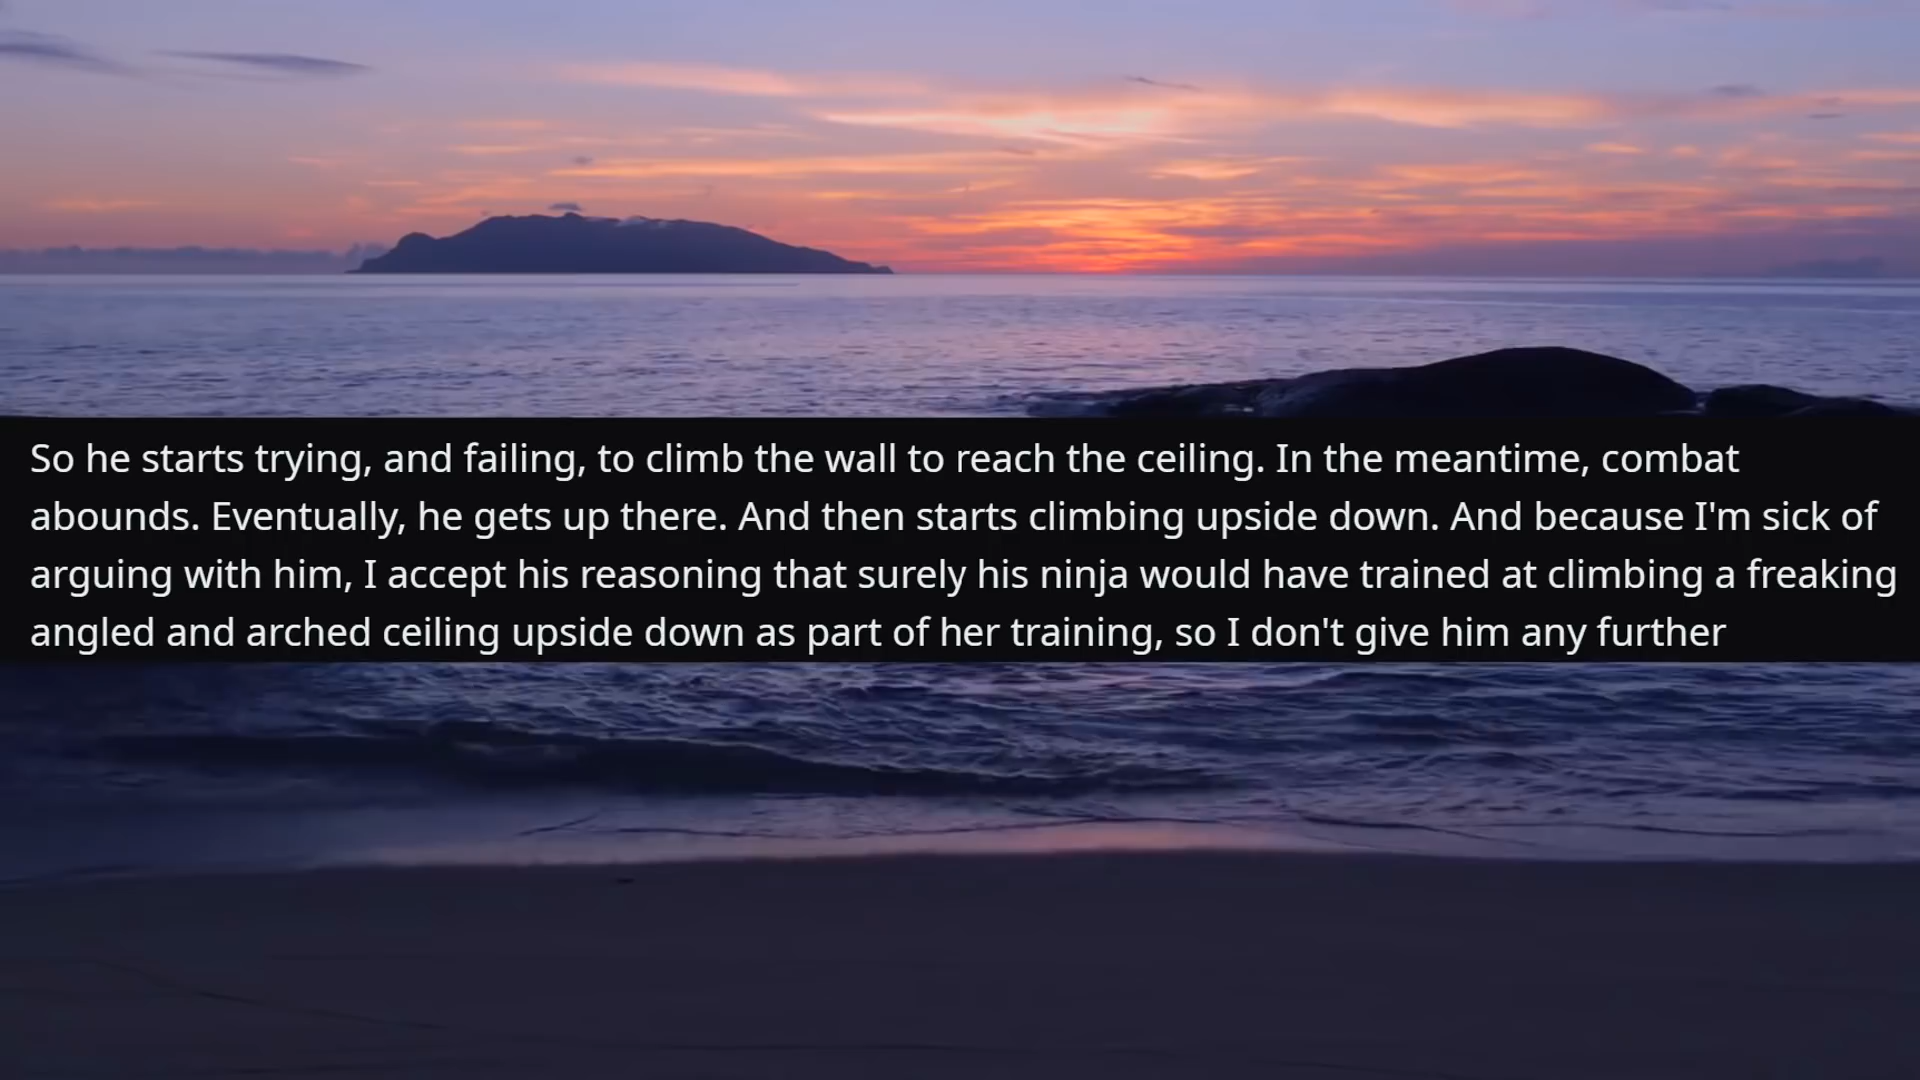 So he starts trying, and failing, to climb the wall to reach the ceiling. In the meantime, combat
abounds. Eventually, he gets up there. And then starts climbing upside down. And because I'm sick of
arguing with him, I accept his reasoning that surely his ninja would have trained at climbing a freaking
angled and arched ceiling upside down as part of her training, so I don't give him any further